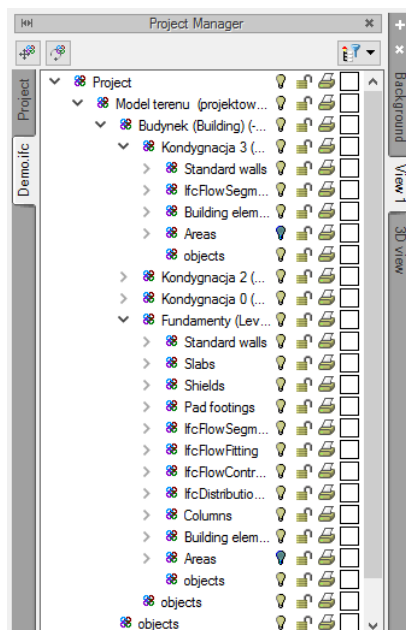 Project Manager
Project
Demo.ifc
Project
Model terenu (projektow...
Budynek (Building) (-...
Kondygnacja 3 (...
Standard walls
IfcFlowSegm...
Building elem...
Areas
objects
Kondygnacja 2 (...
Kondygnacja 0 (...
Fundamenty (Lev...
Standard walls
Slabs
Shields
Pad footings
IfcFlowSegm...
IfcFlowFitting
IfcFlowContr...
IfcDistributio...
Columns
Building elem...
Areas
objects
objects
objects
Background
View 1
3D view